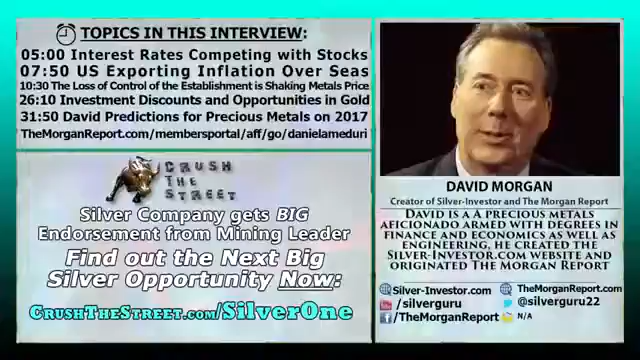 TOPICS IN THIS INTERVIEW:
05:00 Interest Rates Competing with Stocks
07:50 US Exporting Inflation Over Seas
10:30 The Loss of Control of the Establishment is Shaking Metals Price
26:10 Investment Discounts and Opportunities in Gold
31:50 David Predictions for Precious Metals on 2017
TheMorganReport.com/membersportal/aff/go/danielameduri
CRUSH
THE
STREET
Silver Company gets BIG
Endorsement from Mining Leader
Find out the Next Big
Silver Opportunity Now:
CrushTheStreet.com/SilverOne
DAVID MORGAN
Creator of Silver-Investor and The Morgan Report
DAVID IS A A PRECIOUS METALS
AFICIONADO ARMED WITH DEGREES IN
FINANCE AND ECONOMICS AS WELL AS
ENGINEERING, HE CREATED THE
SILVER-INVESTOR.COM WEBSITE AND
ORIGINATED THE MORGAN REPORT
Silver-Investor.com
TheMorganReport.com
/silverguru
@silverguru22
/TheMorganReport
N/A